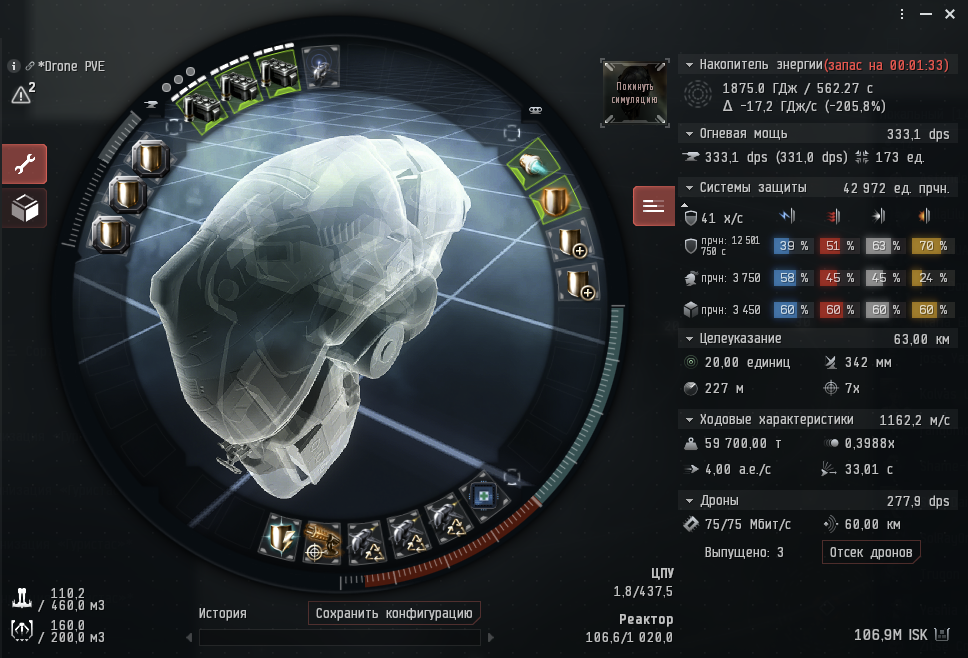 *Drone PVE
2
Покинуть
симуляцию
Накопитель энергии(запас на 00:01:33)
1875.0 ГДж / 562.27 с
Δ -17,2 ГДж/с (-205,8%)
Огневая мощь 333,1 dps
333,1 dps (331,0 dps) 173 ед.
Системы защиты 42 972 ед. прчн.
41 х/с
прчн: 12 501
750 с
39 % 51 % 63 % 70 %
прчн: 3 750 58 % 45 % 45 % 24 %
прчн: 3 450 60 % 60 % 60 % 60 %
Целеуказание 63,00 км
20,00 единиц 342 мм
227 м 7x
Ходовые характеристики 1162,2 м/с
59 700,00 т 0,3988x
4,00 а.е./с 33,01 с
Дроны 277,9 dps
75/75 Мбит/с 60,00 км
Выпущено: 3 Отсек дронов
ЦПУ
1,8/437,5
Реактор
106,6/1 020,0
110,2
/ 460,0 м3
160,0
/ 200,0 м3
История Сохранить конфигурацию
106,9M ISK